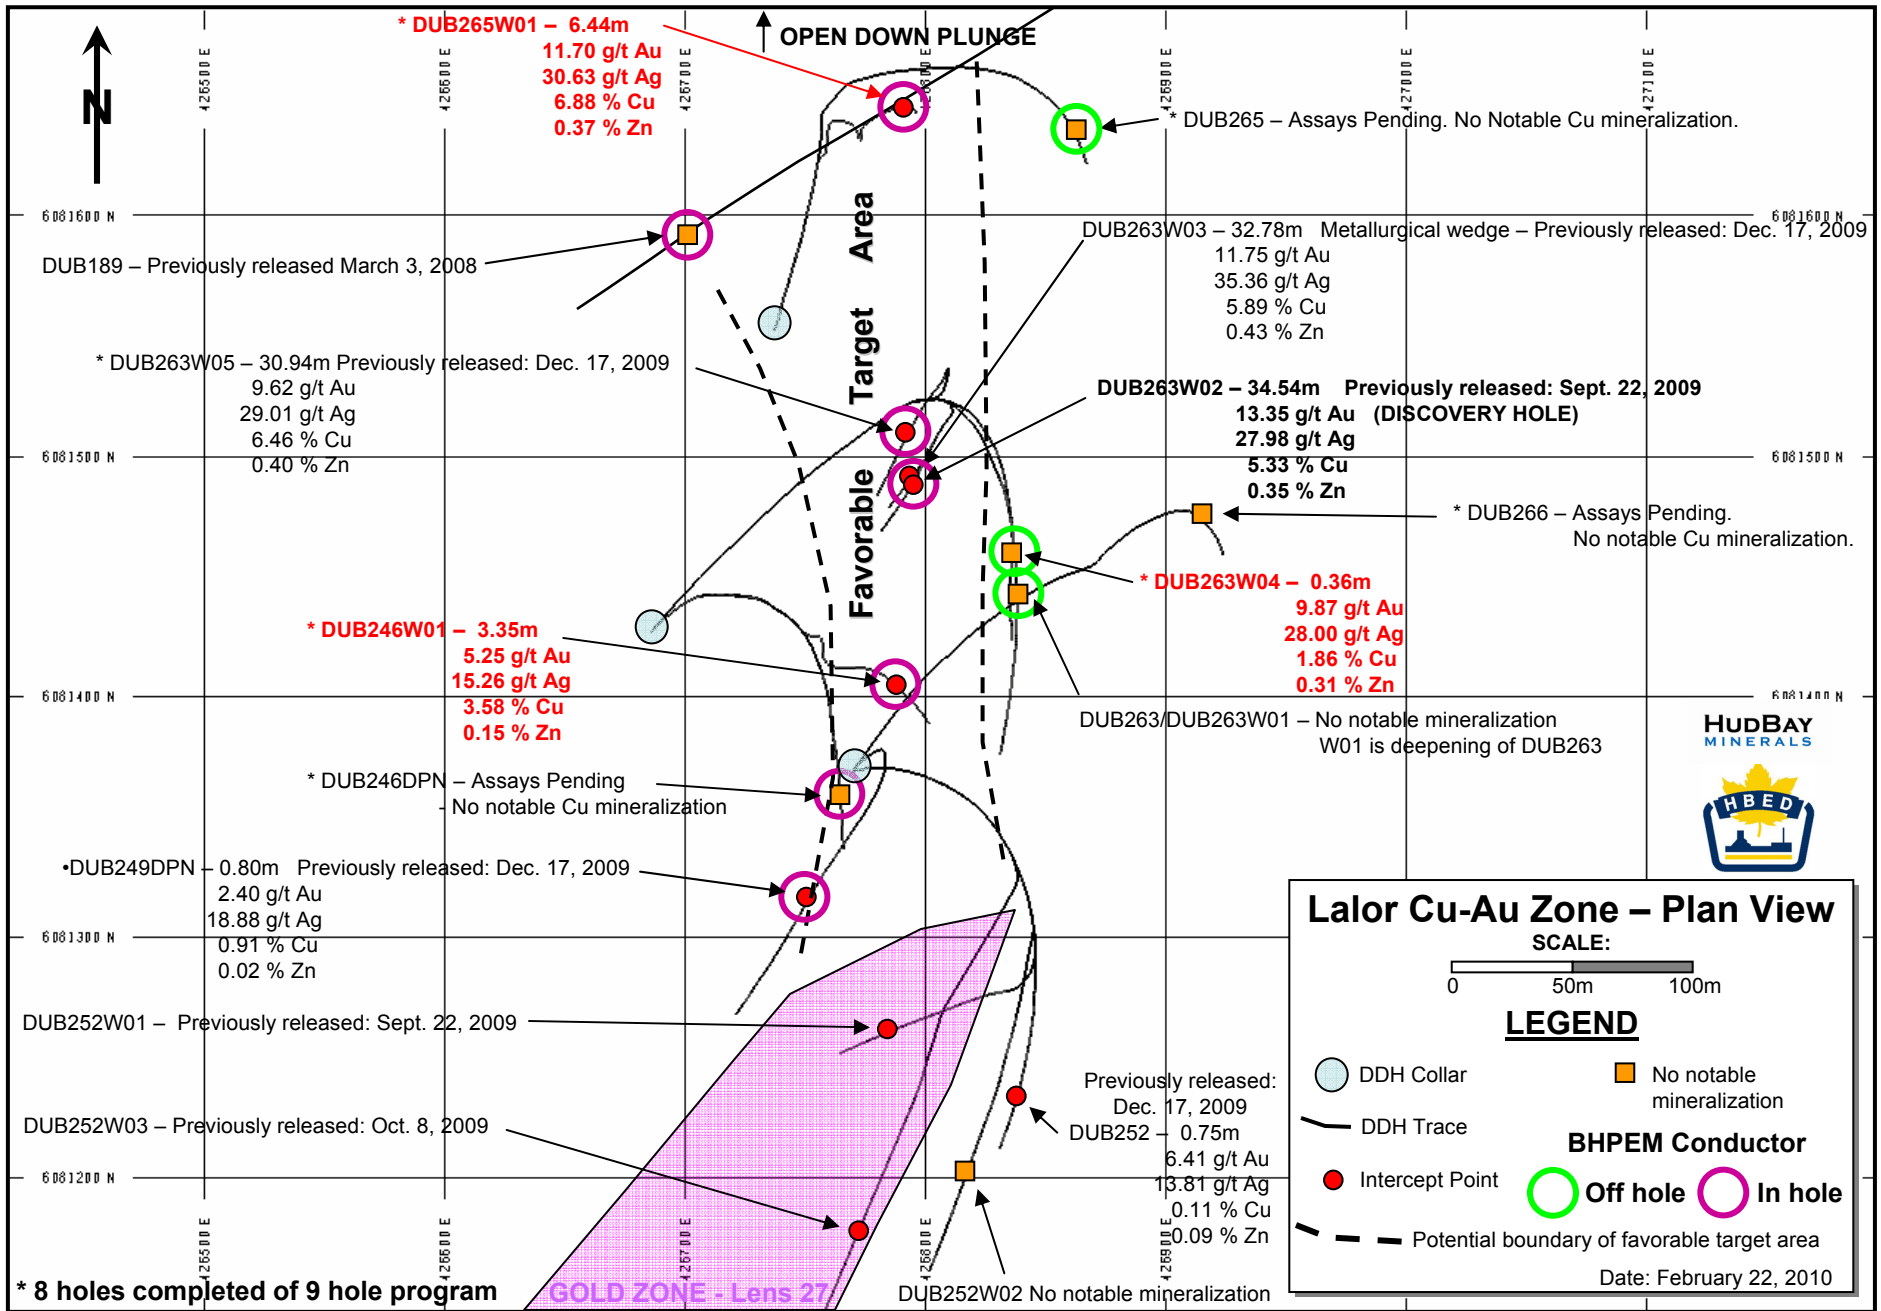 * DUB265W01 – 6.44m
11.70 g/t Au
30.63 g/t Ag
6.88 % Cu
0.37 % Zn
OPEN DOWN PLUNGE
N
* DUB265 – Assays Pending. No Notable Cu mineralization.
6081600 N
6081600 N
DUB189 – Previously released March 3, 2008
DUB263W03 – 32.78m Metallurgical wedge – Previously released: Dec. 17, 2009
11.75 g/t Au
35.36 g/t Ag
5.89 % Cu
0.43 % Zn
Favorable Target Area
* DUB263W05 – 30.94m Previously released: Dec. 17, 2009
9.62 g/t Au
29.01 g/t Ag
6.46 % Cu
0.40 % Zn
DUB263W02 – 34.54m Previously released: Sept. 22, 2009
13.35 g/t Au (DISCOVERY HOLE)
27.98 g/t Ag
5.33 % Cu
0.35 % Zn
6081500 N
6081500 N
* DUB266 – Assays Pending.
No notable Cu mineralization.
* DUB263W04 – 0.36m
9.87 g/t Au
28.00 g/t Ag
1.86 % Cu
0.31 % Zn
* DUB246W01 – 3.35m
5.25 g/t Au
15.26 g/t Ag
3.58 % Cu
0.15 % Zn
6081400 N
6081400 N
DUB263/DUB263W01 – No notable mineralization
W01 is deepening of DUB263
HUDBAY
MINERALS
HBED
* DUB246DPN – Assays Pending
- No notable Cu mineralization
•DUB249DPN – 0.80m Previously released: Dec. 17, 2009
2.40 g/t Au
18.88 g/t Ag
0.91 % Cu
0.02 % Zn
6081300 N
DUB252W01 – Previously released: Sept. 22, 2009
DUB252W03 – Previously released: Oct. 8, 2009
Previously released:
Dec. 17, 2009
DUB252 – 0.75m
6.41 g/t Au
13.81 g/t Ag
0.11 % Cu
0.09 % Zn
6081200 N
DUB252W02 No notable mineralization
GOLD ZONE - Lens 27
* 8 holes completed of 9 hole program
Lalor Cu-Au Zone – Plan View
SCALE:
0 50m 100m
LEGEND
DDH Collar
No notable
mineralization
DDH Trace
BHPEM Conductor
Intercept Point
Off hole
In hole
Potential boundary of favorable target area
Date: February 22, 2010